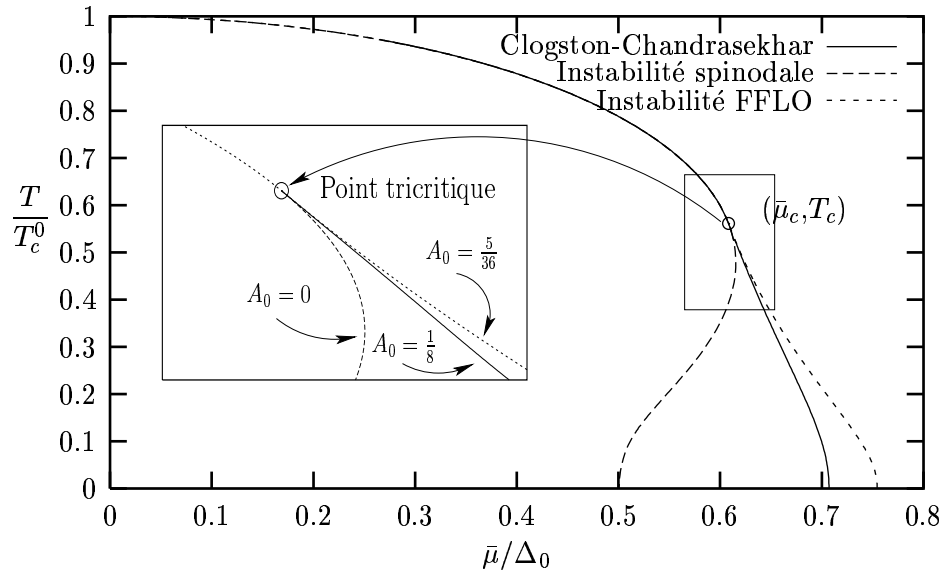 1
0.9
0.8
0.7
0.6
0.5
0.4
0.3
0.2
0.1
0
T
T_c^0
Clogston-Chandrasekhar
Instabilité spinodale
Instabilité FFLO
Point tricritique
(μ̄_c,T_c)
A_0 = 5/36
A_0 = 0
A_0 = 1/8
0 0.1 0.2 0.3 0.4 0.5 0.6 0.7 0.8
μ̄/Δ_0